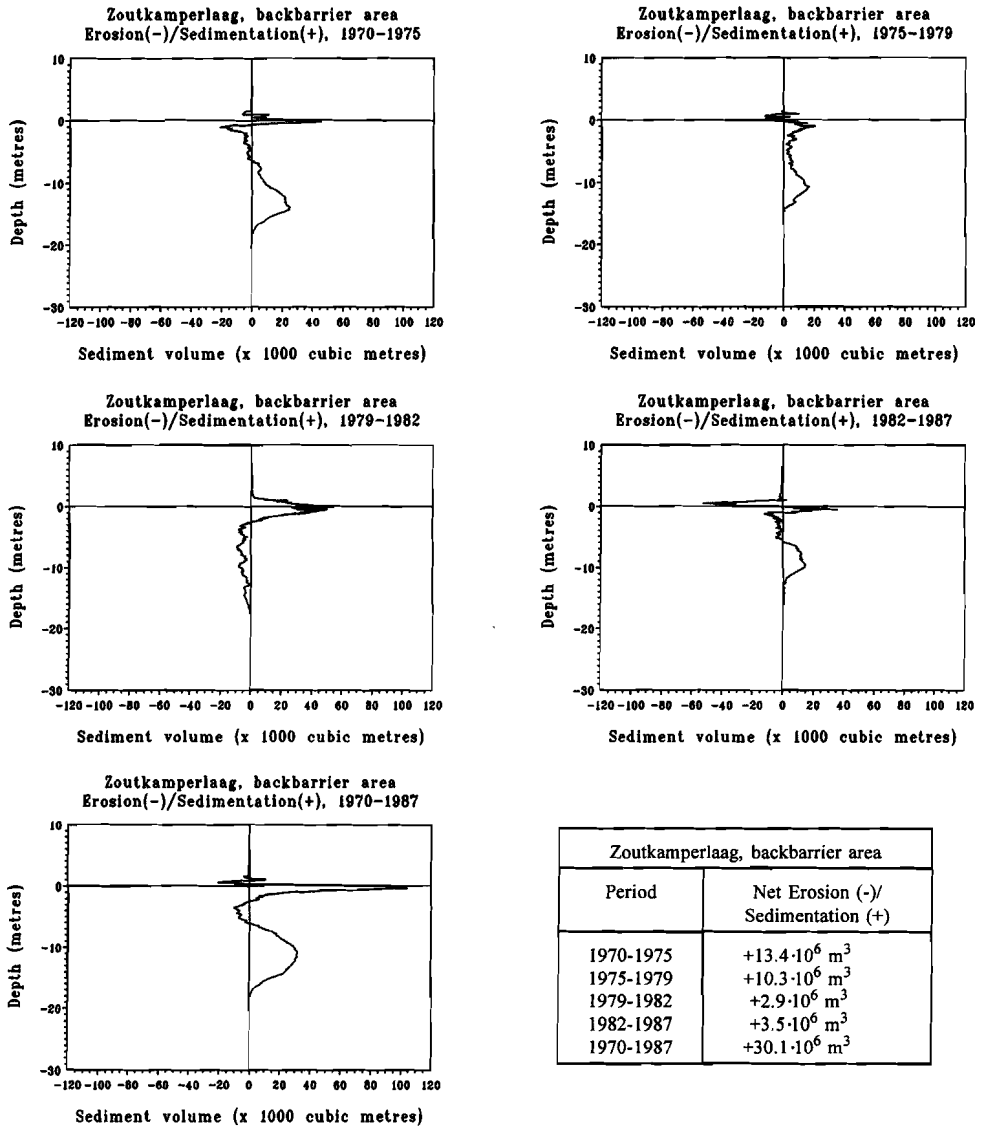 Zoutkamperlaag, backbarrier area
Erosion(-)/Sedimentation(+), 1970-1975
10
0
-10
-20
-30
Depth (metres)
-120 -100 -80 -60 -40 -20 0 20 40 60 80 100 120
Sediment volume (x 1000 cubic metres)
Zoutkamperlaag, backbarrier area
Erosion(-)/Sedimentation(+), 1975-1979
10
0
-10
-20
-30
Depth (metres)
-120 -100 -80 -60 -40 -20 0 20 40 60 80 100 120
Sediment volume (x 1000 cubic metres)
Zoutkamperlaag, backbarrier area
Erosion(-)/Sedimentation(+), 1979-1982
10
0
-10
-20
-30
Depth (metres)
-120 -100 -80 -60 -40 -20 0 20 40 60 80 100 120
Sediment volume (x 1000 cubic metres)
Zoutkamperlaag, backbarrier area
Erosion(-)/Sedimentation(+), 1982-1987
10
0
-10
-20
-30
Depth (metres)
-120 -100 -80 -60 -40 -20 0 20 40 60 80 100 120
Sediment volume (x 1000 cubic metres)
Zoutkamperlaag, backbarrier area
Erosion(-)/Sedimentation(+), 1970-1987
10
0
-10
-20
-30
Depth (metres)
-120 -100 -80 -60 -40 -20 0 20 40 60 80 100 120
Sediment volume (x 1000 cubic metres)
Zoutkamperlaag, backbarrier area
Period Net Erosion (-)/
Sedimentation (+)
1970-1975 +13.4·10⁶ m³
1975-1979 +10.3·10⁶ m³
1979-1982 +2.9·10⁶ m³
1982-1987 +3.5·10⁶ m³
1970-1987 +30.1·10⁶ m³